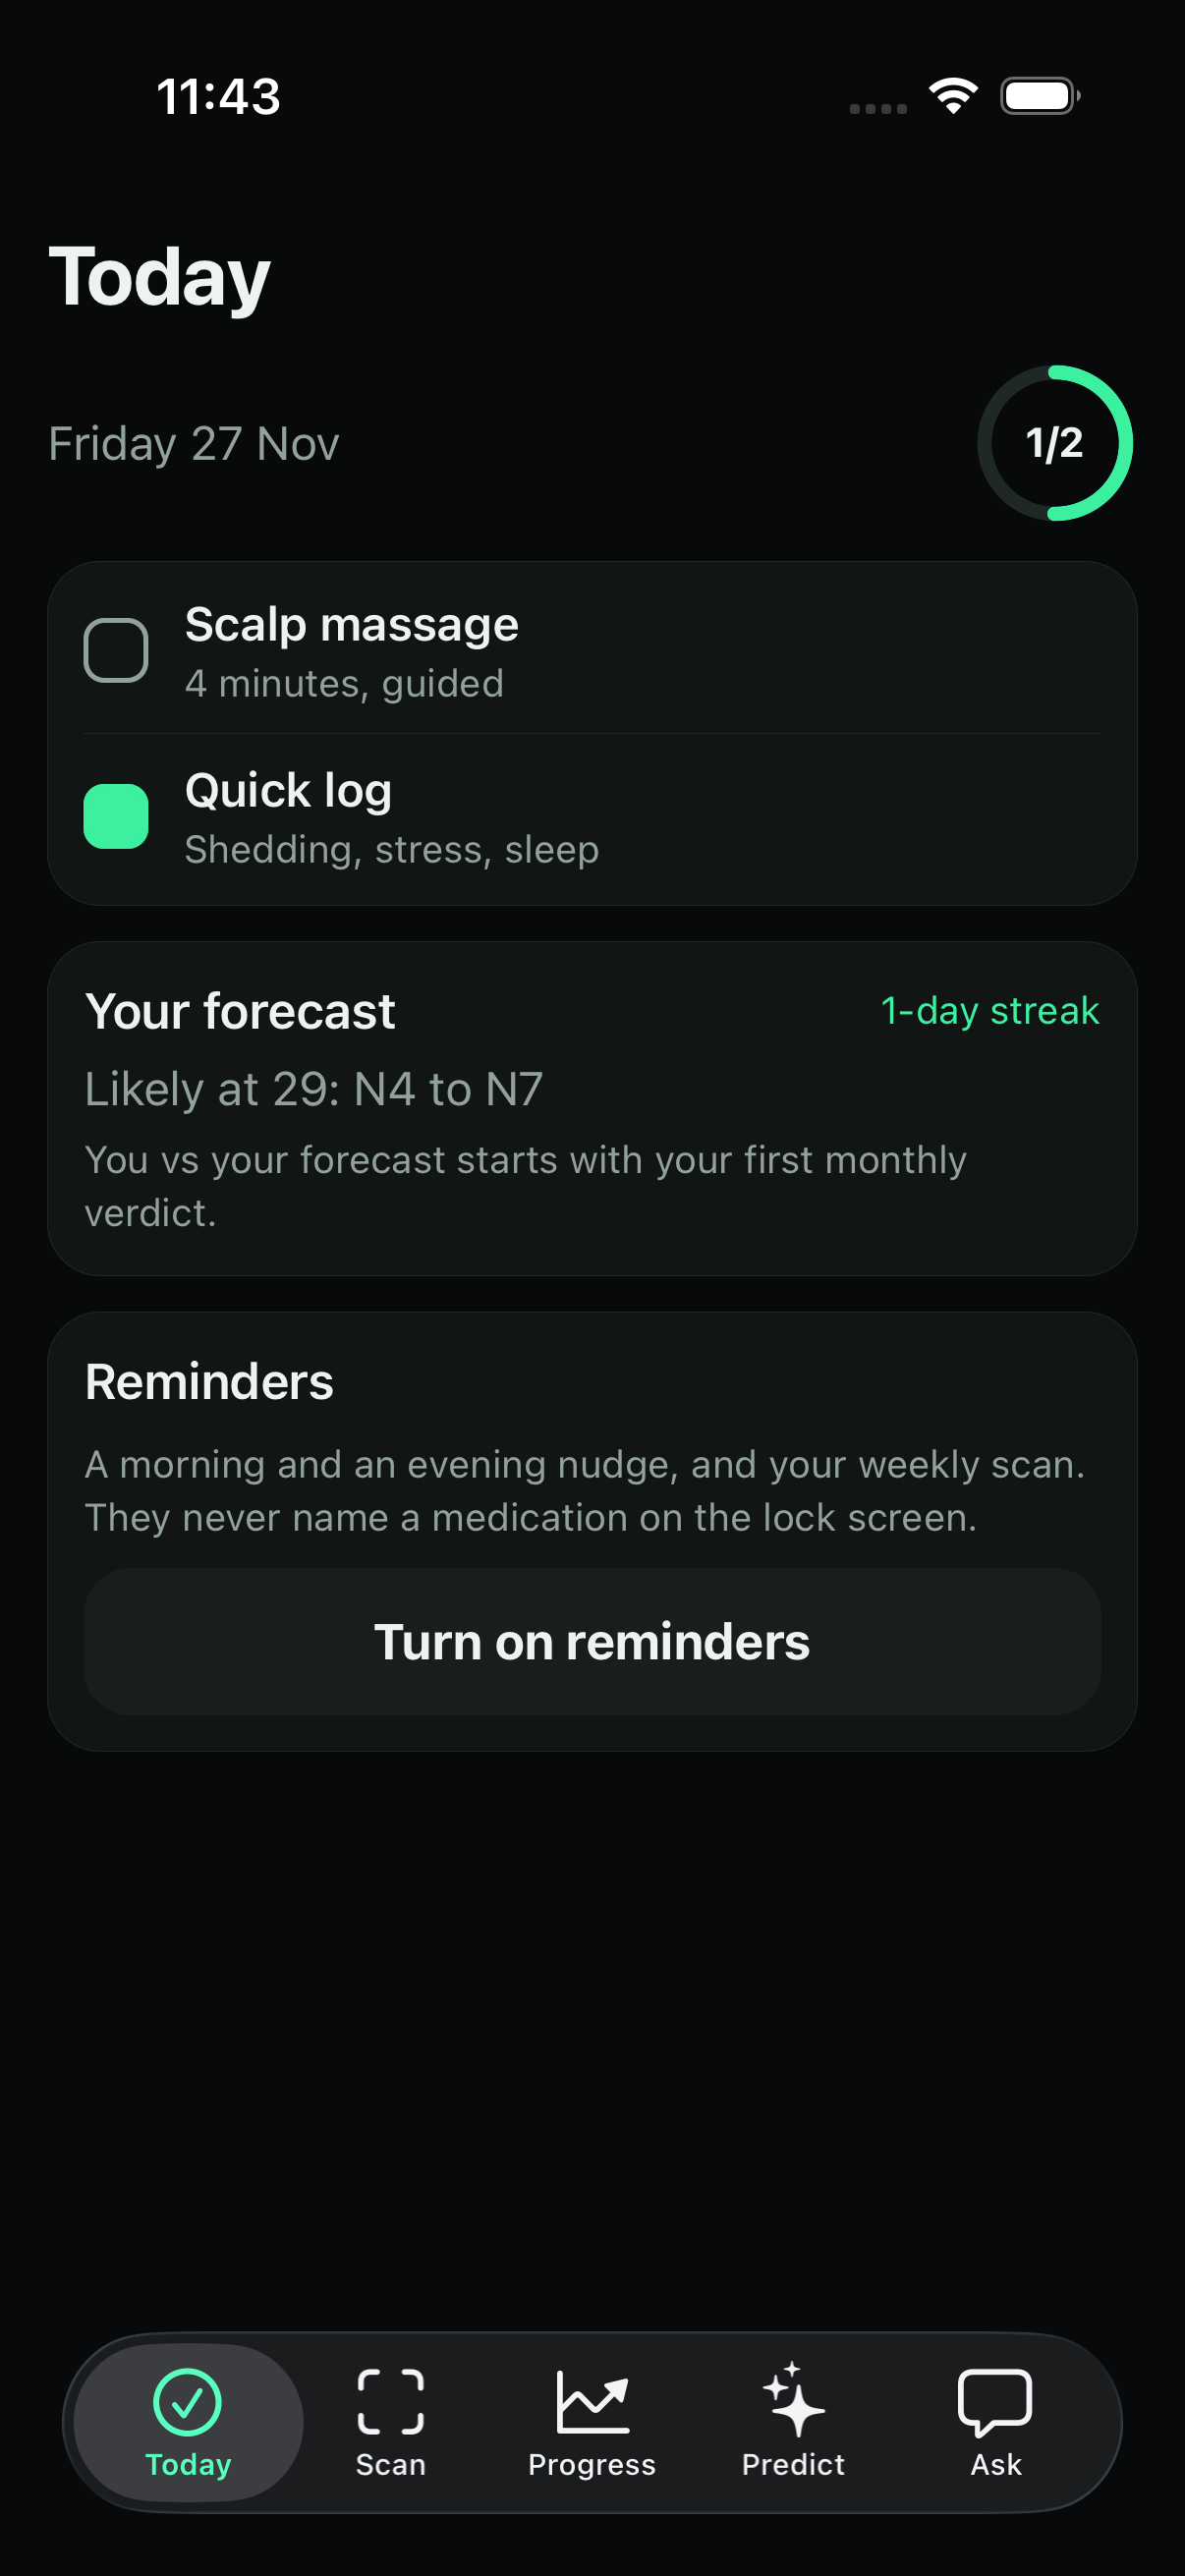 11:43
Today
Friday 27 Nov
1/2
Scalp massage
4 minutes, guided
Quick log
Shedding, stress, sleep
Your forecast
1-day streak
Likely at 29: N4 to N7
You vs your forecast starts with your first monthly
verdict.
Reminders
A morning and an evening nudge, and your weekly scan.
They never name a medication on the lock screen.
Turn on reminders
Today
Scan
Progress
Predict
Ask